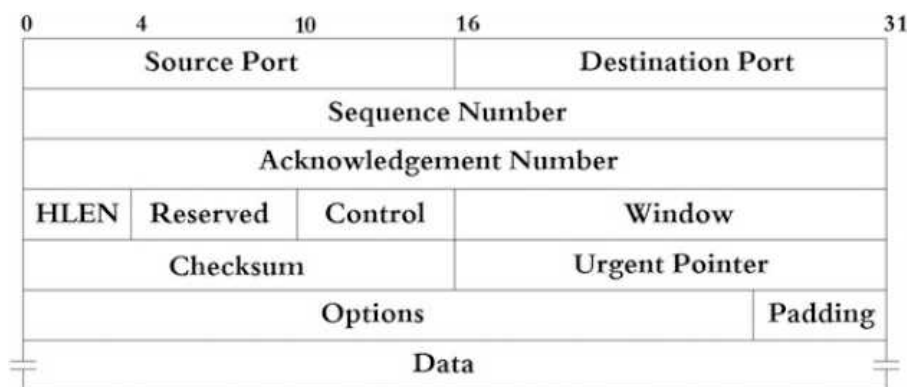 0 4 10 16 31
Source Port Destination Port
Sequence Number
Acknowledgement Number
HLEN Reserved Control Window
Checksum Urgent Pointer
Options Padding
Data